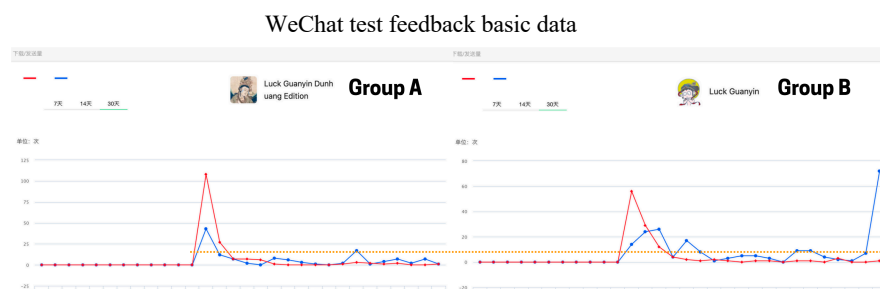 WeChat test feedback basic data
下载/发送量
7天 14天 30天
Luck Guanyin Dunh
uang Edition
Group A
单位：次
125
100
75
50
25
0
-25
下载/发送量
7天 14天 30天
Luck Guanyin
Group B
单位：次
80
60
40
20
0
-20